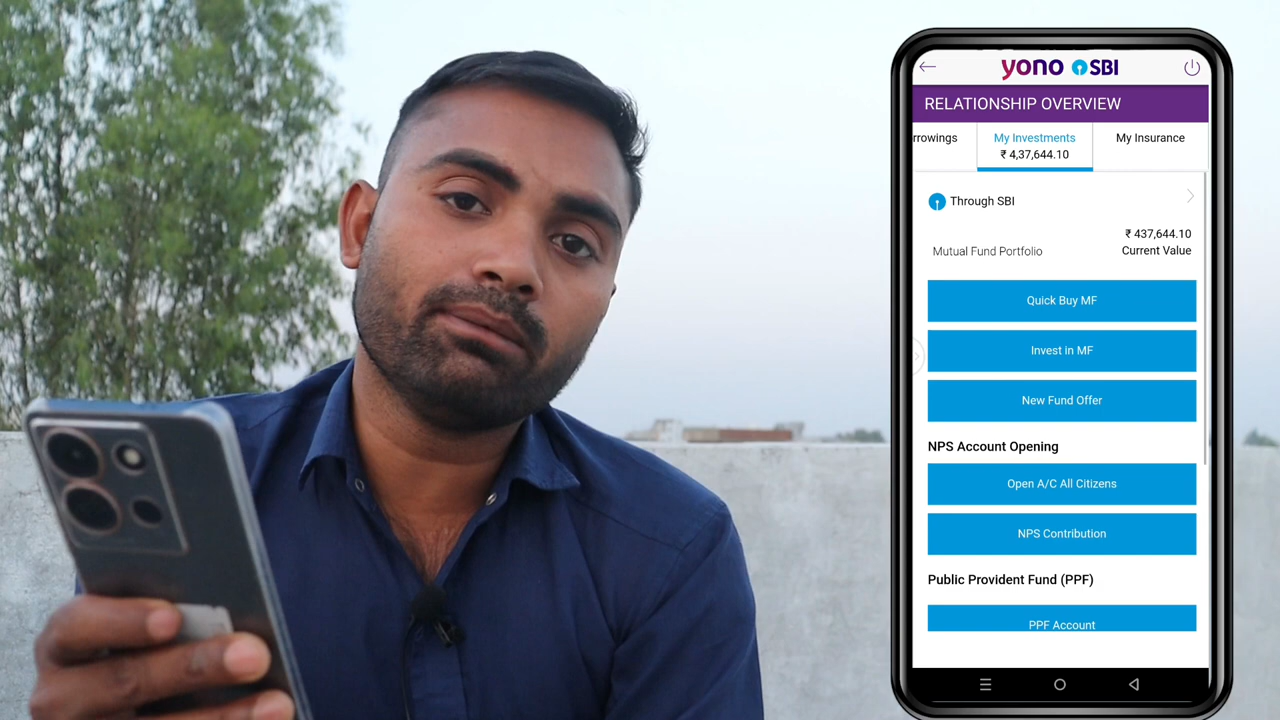 yono SBI
RELATIONSHIP OVERVIEW
rrowings
My Investments
₹ 4,37,644.10
My Insurance
Through SBI
₹ 437,644.10
Mutual Fund Portfolio
Current Value
Quick Buy MF
Invest in MF
New Fund Offer
NPS Account Opening
Open A/C All Citizens
NPS Contribution
Public Provident Fund (PPF)
PPF Account